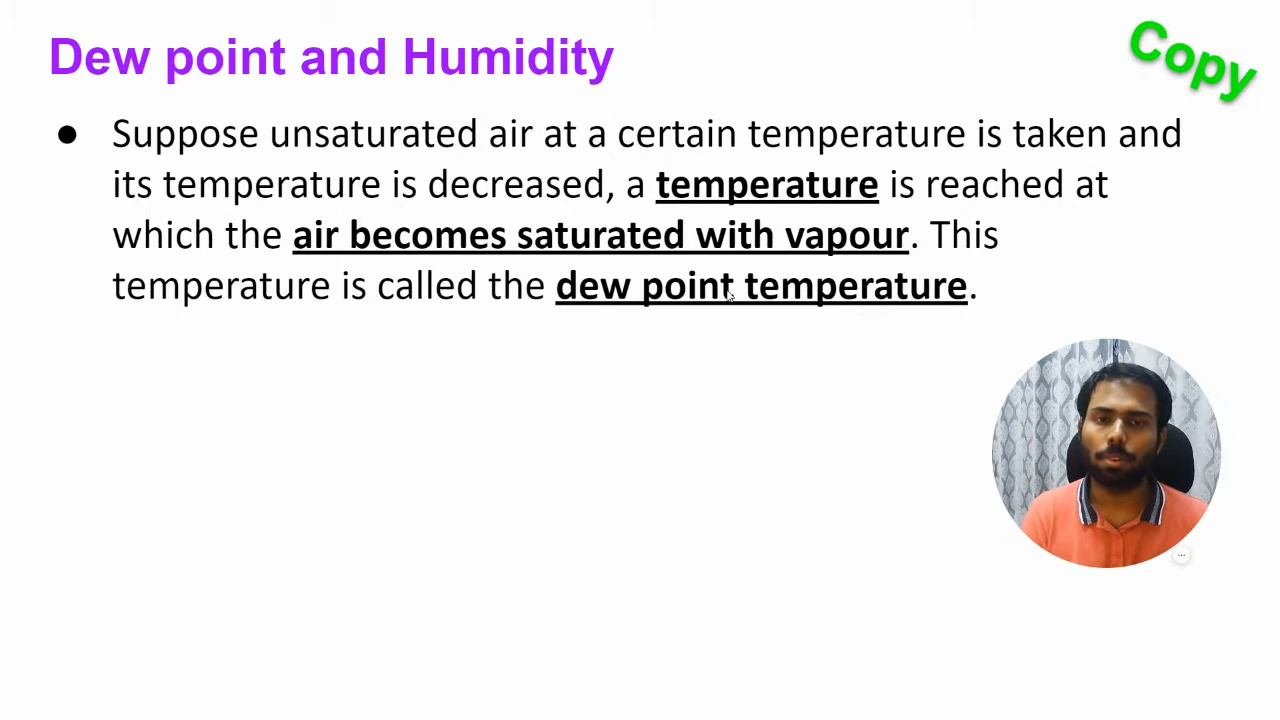 Dew point and Humidity
Copy
● Suppose unsaturated air at a certain temperature is taken and
its temperature is decreased, a temperature is reached at
which the air becomes saturated with vapour. This
temperature is called the dew point temperature.